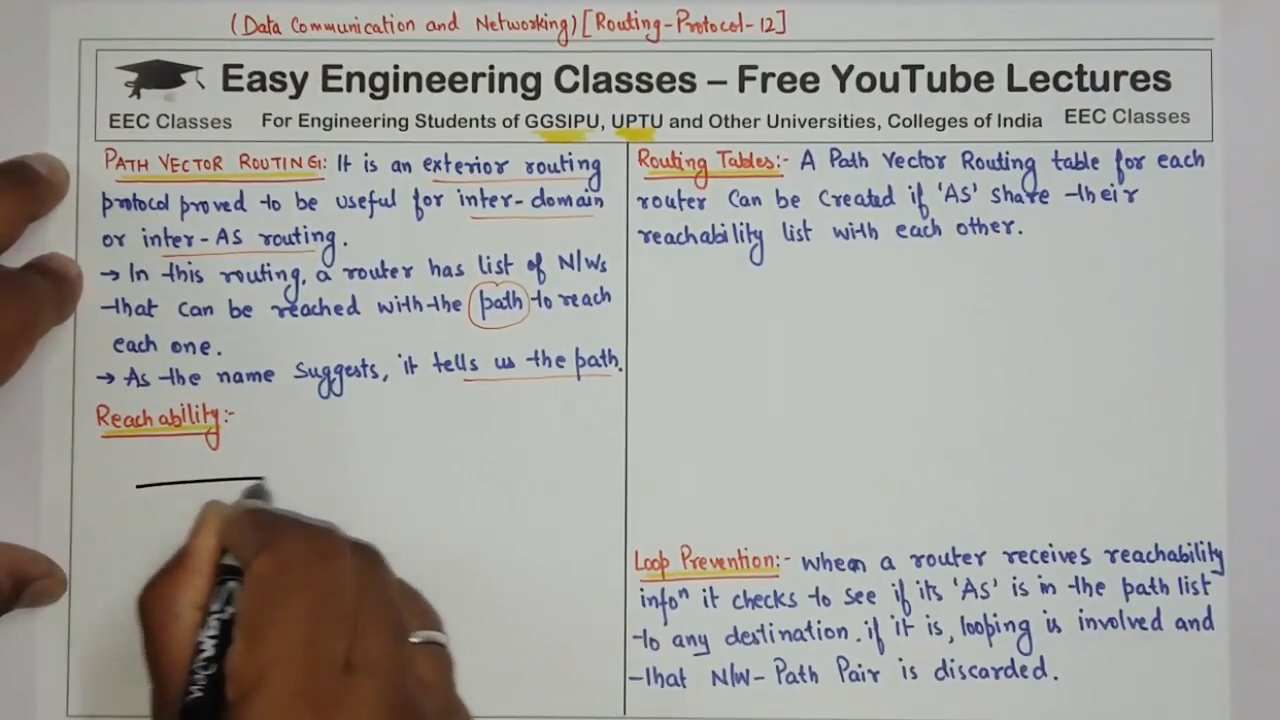 (Data Communication and Networking) [Routing-Protocol-12]
Easy Engineering Classes – Free YouTube Lectures
EEC Classes For Engineering Students of GGSIPU, UPTU and Other Universities, Colleges of India EEC Classes
PATH VECTOR ROUTING: It is an exterior routing
protocol proved to be useful for inter-domain
or inter-AS routing.
→ In this routing, a router has list of N/Ws
that can be reached with the path to reach
each one.
→ As the name suggests, it tells us the path.
Reachability:-
Routing Tables:- A Path Vector Routing table for each
router can be created if 'AS' share their
reachability list with each other.
Loop Prevention:- when a router receives reachability
infoⁿ it checks to see if its 'AS' is in the path list
to any destination. if it is, looping is involved and
that N/W-Path Pair is discarded.